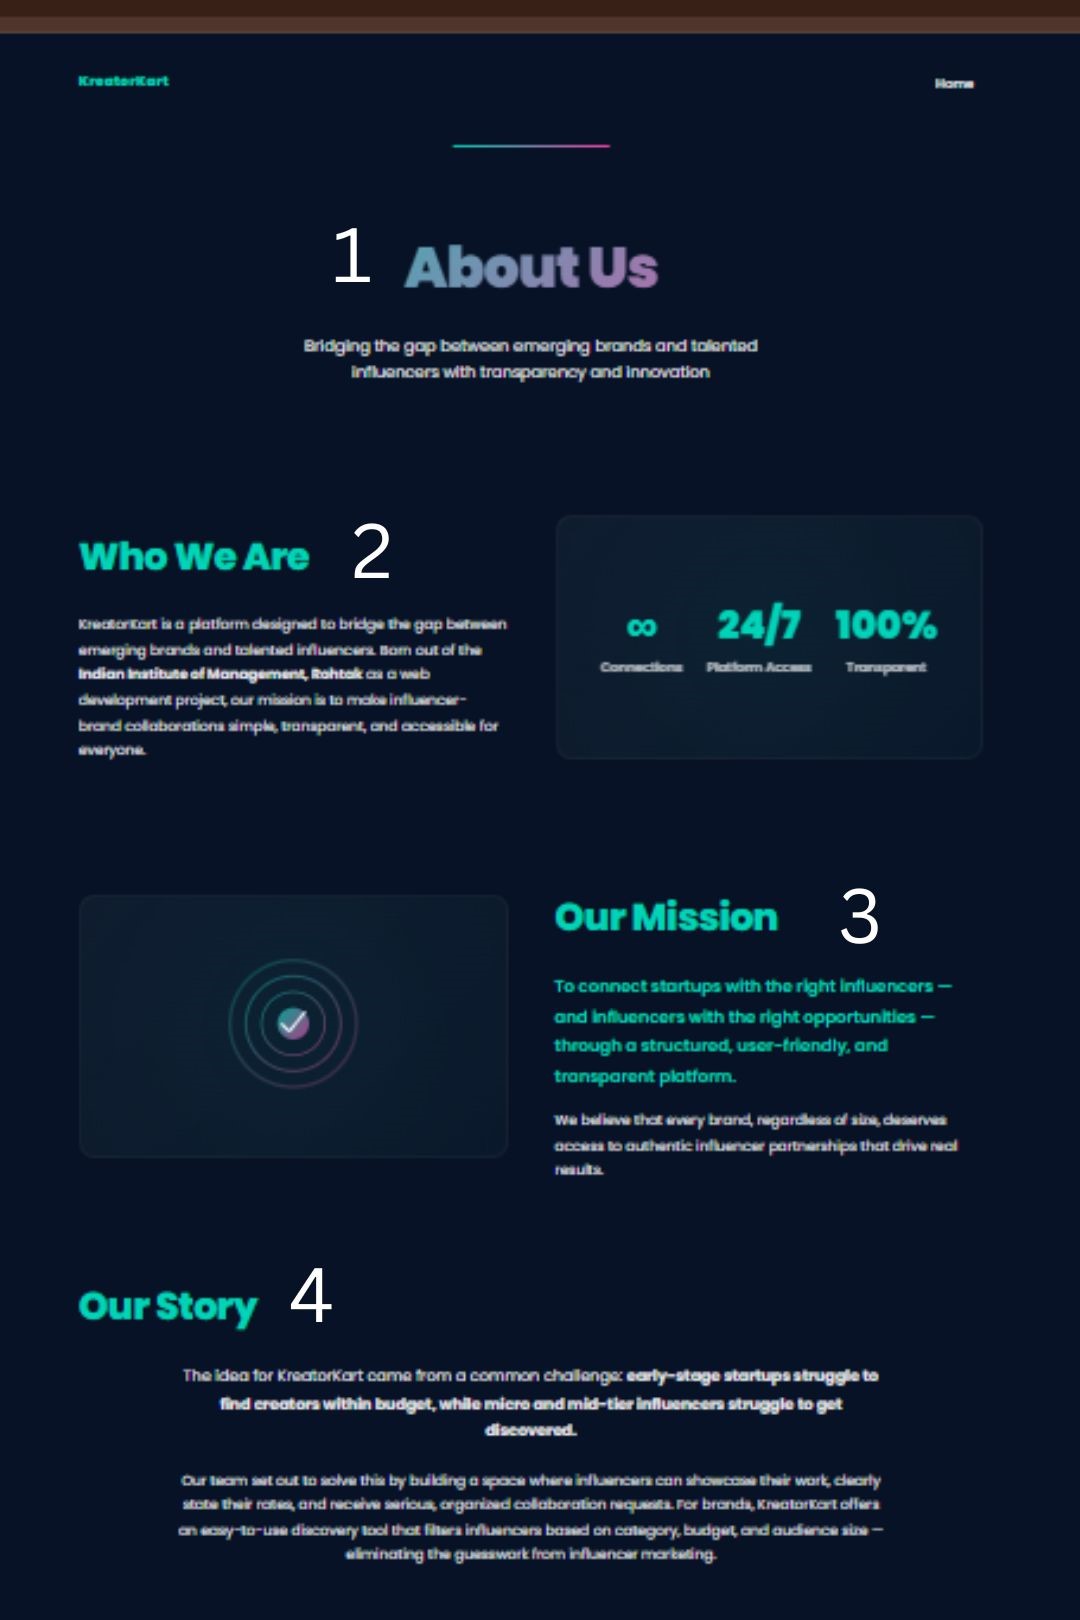 KreatorKart
Home
1 About Us
Bridging the gap between emerging brands and talented
influencers with transparency and innovation
Who We Are 2
KreatorKart is a platform designed to bridge the gap between
emerging brands and talented influencers. Born out of the
Indian Institute of Management, Rohtak as a web
development project, our mission is to make influencer-
brand collaborations simple, transparent, and accessible for
everyone.
∞ 24/7 100%
Connections Platform Access Transparent
Our Mission 3
To connect startups with the right influencers —
and influencers with the right opportunities —
through a structured, user-friendly, and
transparent platform.
We believe that every brand, regardless of size, deserves
access to authentic influencer partnerships that drive real
results.
Our Story 4
The idea for KreatorKart came from a common challenge: early-stage startups struggle to
find creators within budget, while micro and mid-tier influencers struggle to get
discovered.
Our team set out to solve this by building a space where influencers can showcase their work, clearly
state their rates, and receive serious, organized collaboration requests. For brands, KreatorKart offers
an easy-to-use discovery tool that filters influencers based on category, budget, and audience size —
eliminating the guesswork from influencer marketing.